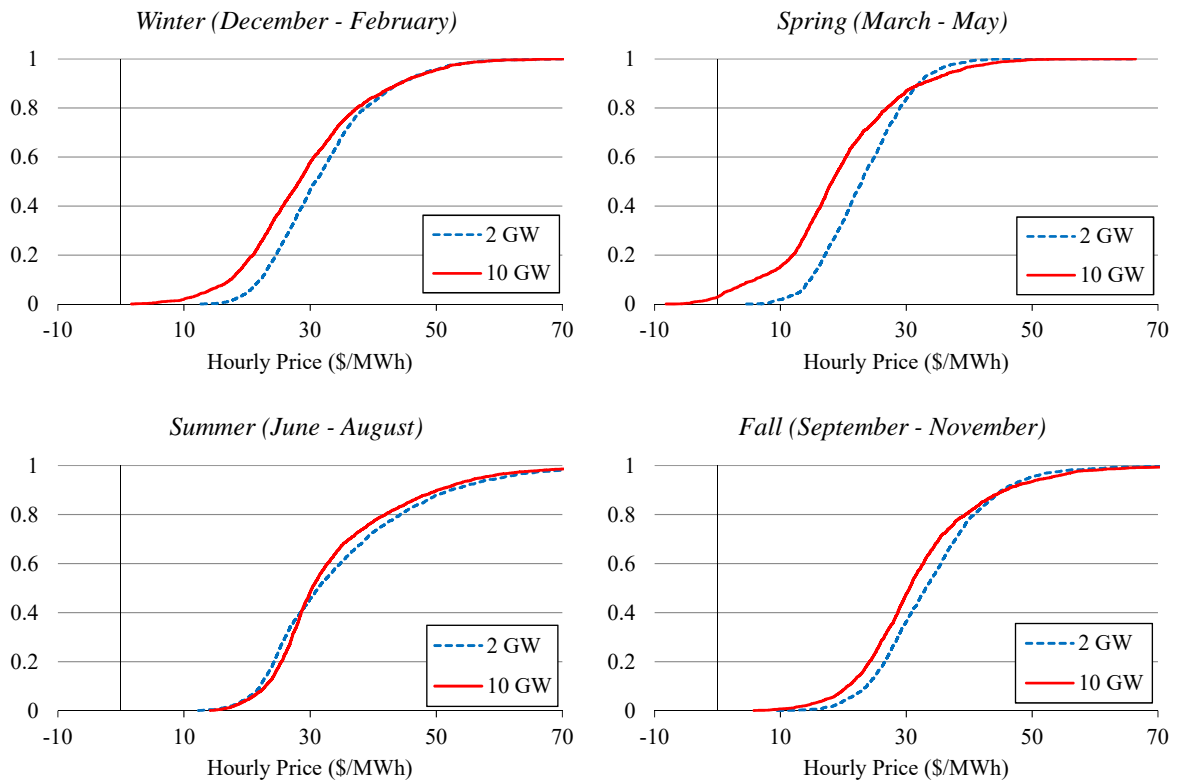 Winter (December - February)
1
0.8
0.6
0.4
0.2
0
2 GW
10 GW
-10 10 30 50 70
Hourly Price ($/MWh)
Spring (March - May)
1
0.8
0.6
0.4
0.2
0
2 GW
10 GW
-10 10 30 50 70
Hourly Price ($/MWh)
Summer (June - August)
1
0.8
0.6
0.4
0.2
0
2 GW
10 GW
-10 10 30 50 70
Hourly Price ($/MWh)
Fall (September - November)
1
0.8
0.6
0.4
0.2
0
2 GW
10 GW
-10 10 30 50 70
Hourly Price ($/MWh)